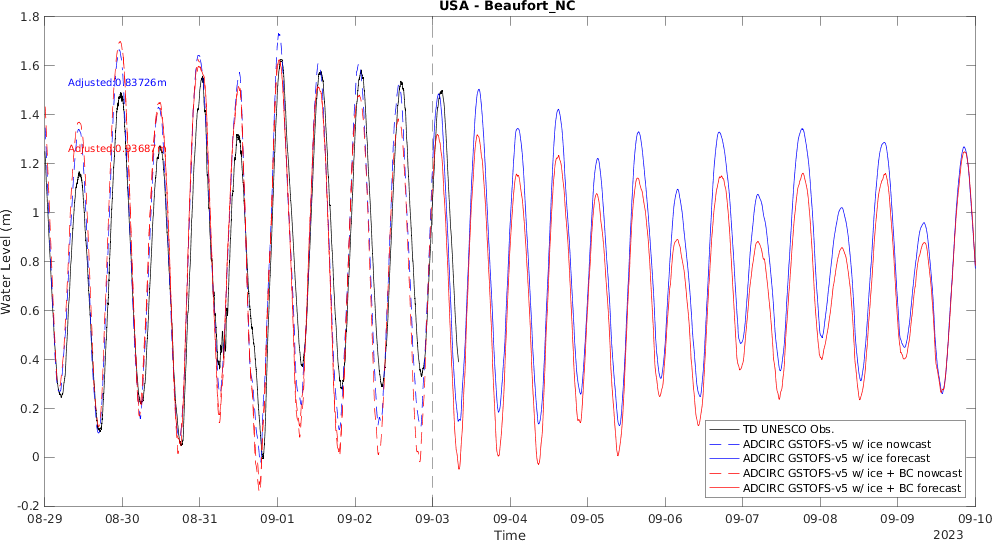 USA - Beaufort_NC
1.8
1.6
1.4
1.2
1
0.8
0.6
0.4
0.2
0
-0.2
Water Level (m)
Adjusted:0.83726m
Adjusted:0.93687m
TD UNESCO Obs.
ADCIRC GSTOFS-v5 w/ ice nowcast
ADCIRC GSTOFS-v5 w/ ice forecast
ADCIRC GSTOFS-v5 w/ ice + BC nowcast
ADCIRC GSTOFS-v5 w/ ice + BC forecast
08-29 08-30 08-31 09-01 09-02 09-03 09-04 09-05 09-06 09-07 09-08 09-09 09-10
Time
2023